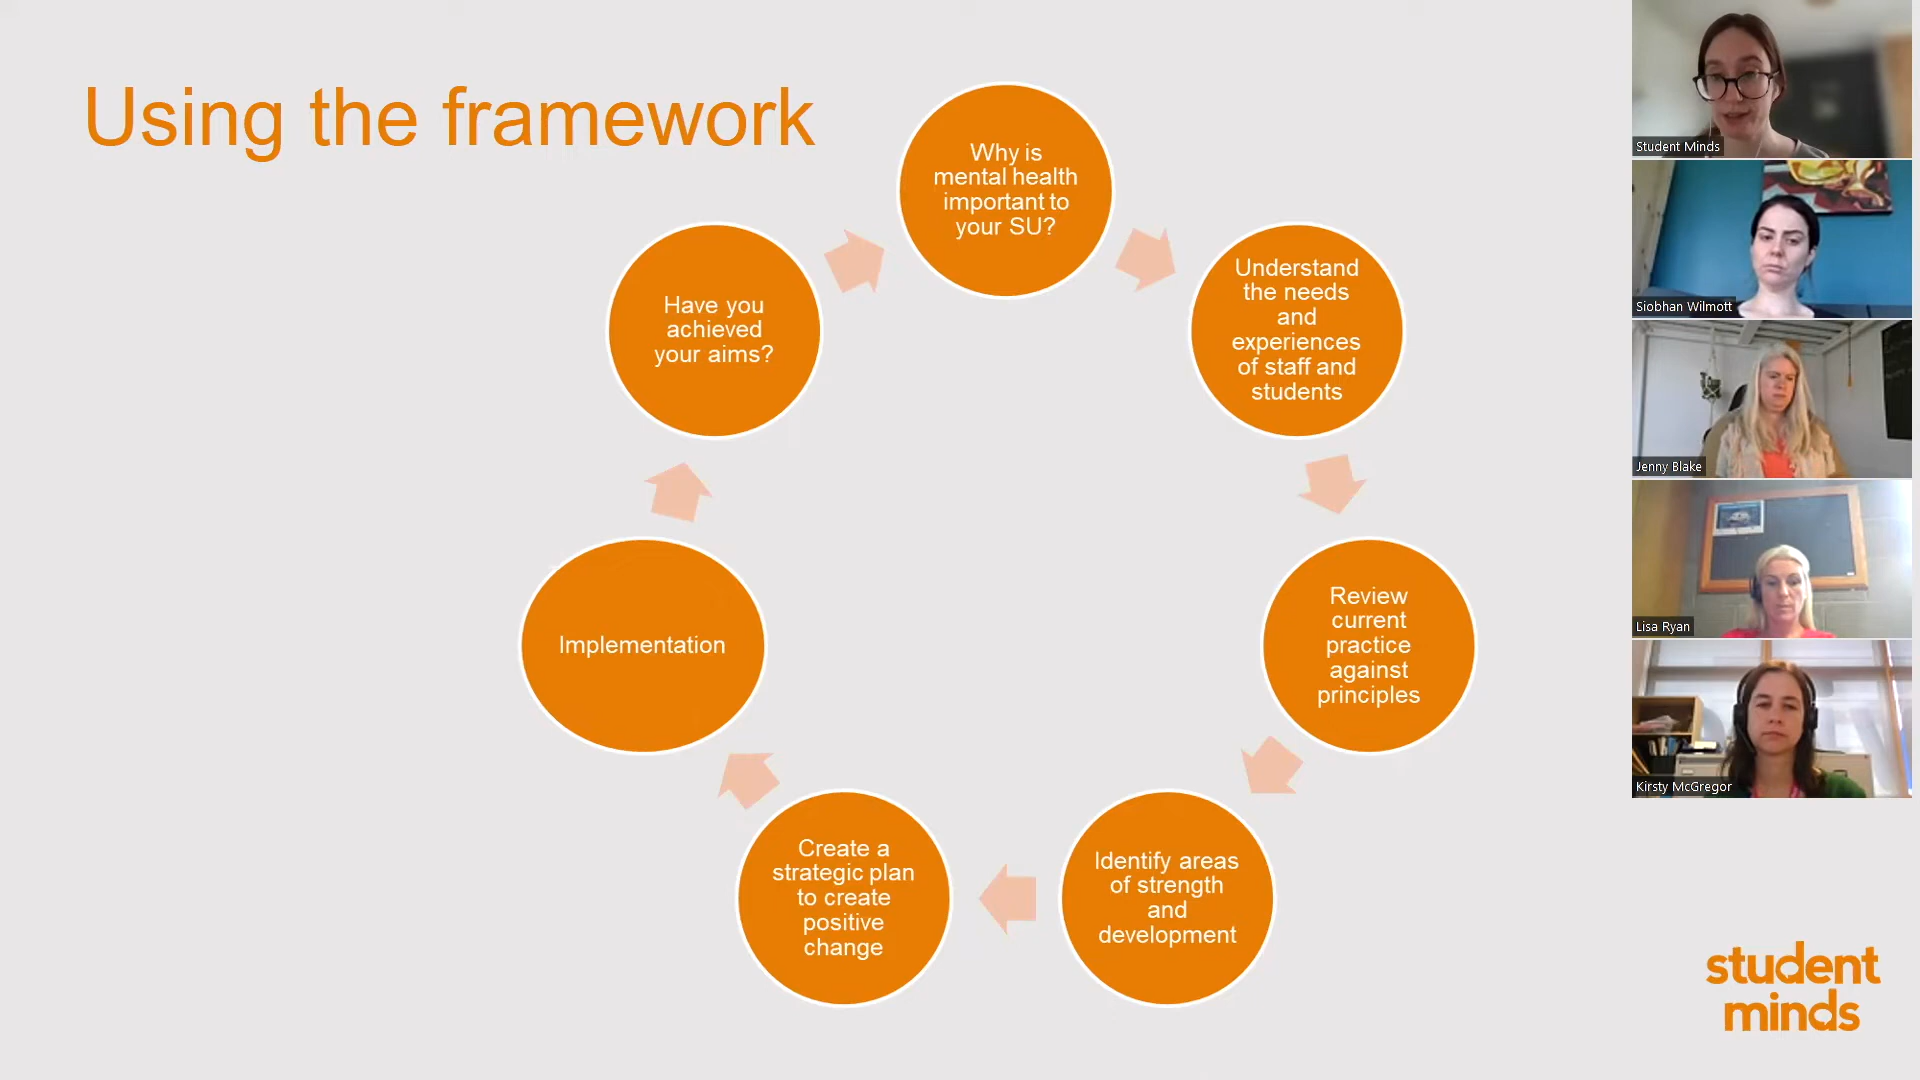 Using the framework
Why is
mental health
important to
your SU?
Understand
the needs
and
experiences
of staff and
students
Review
current
practice
against
principles
Identify areas
of strength
and
development
Create a
strategic plan
to create
positive
change
Implementation
Have you
achieved
your aims?
Student Minds
Siobhan Wilmott
Jenny Blake
Lisa Ryan
Kirsty McGregor
student
minds